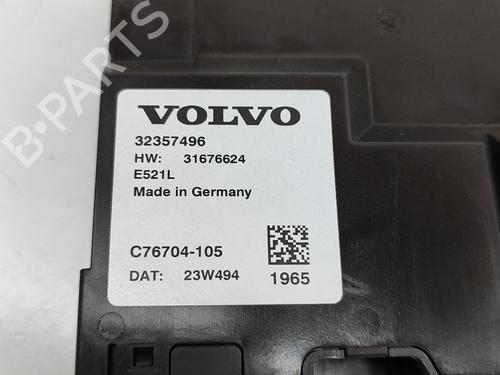 VOLVO
32357496
HW: 31676624
E521L
Made in Germany
C76704-105
DAT: 23W494
1965
B-Parts